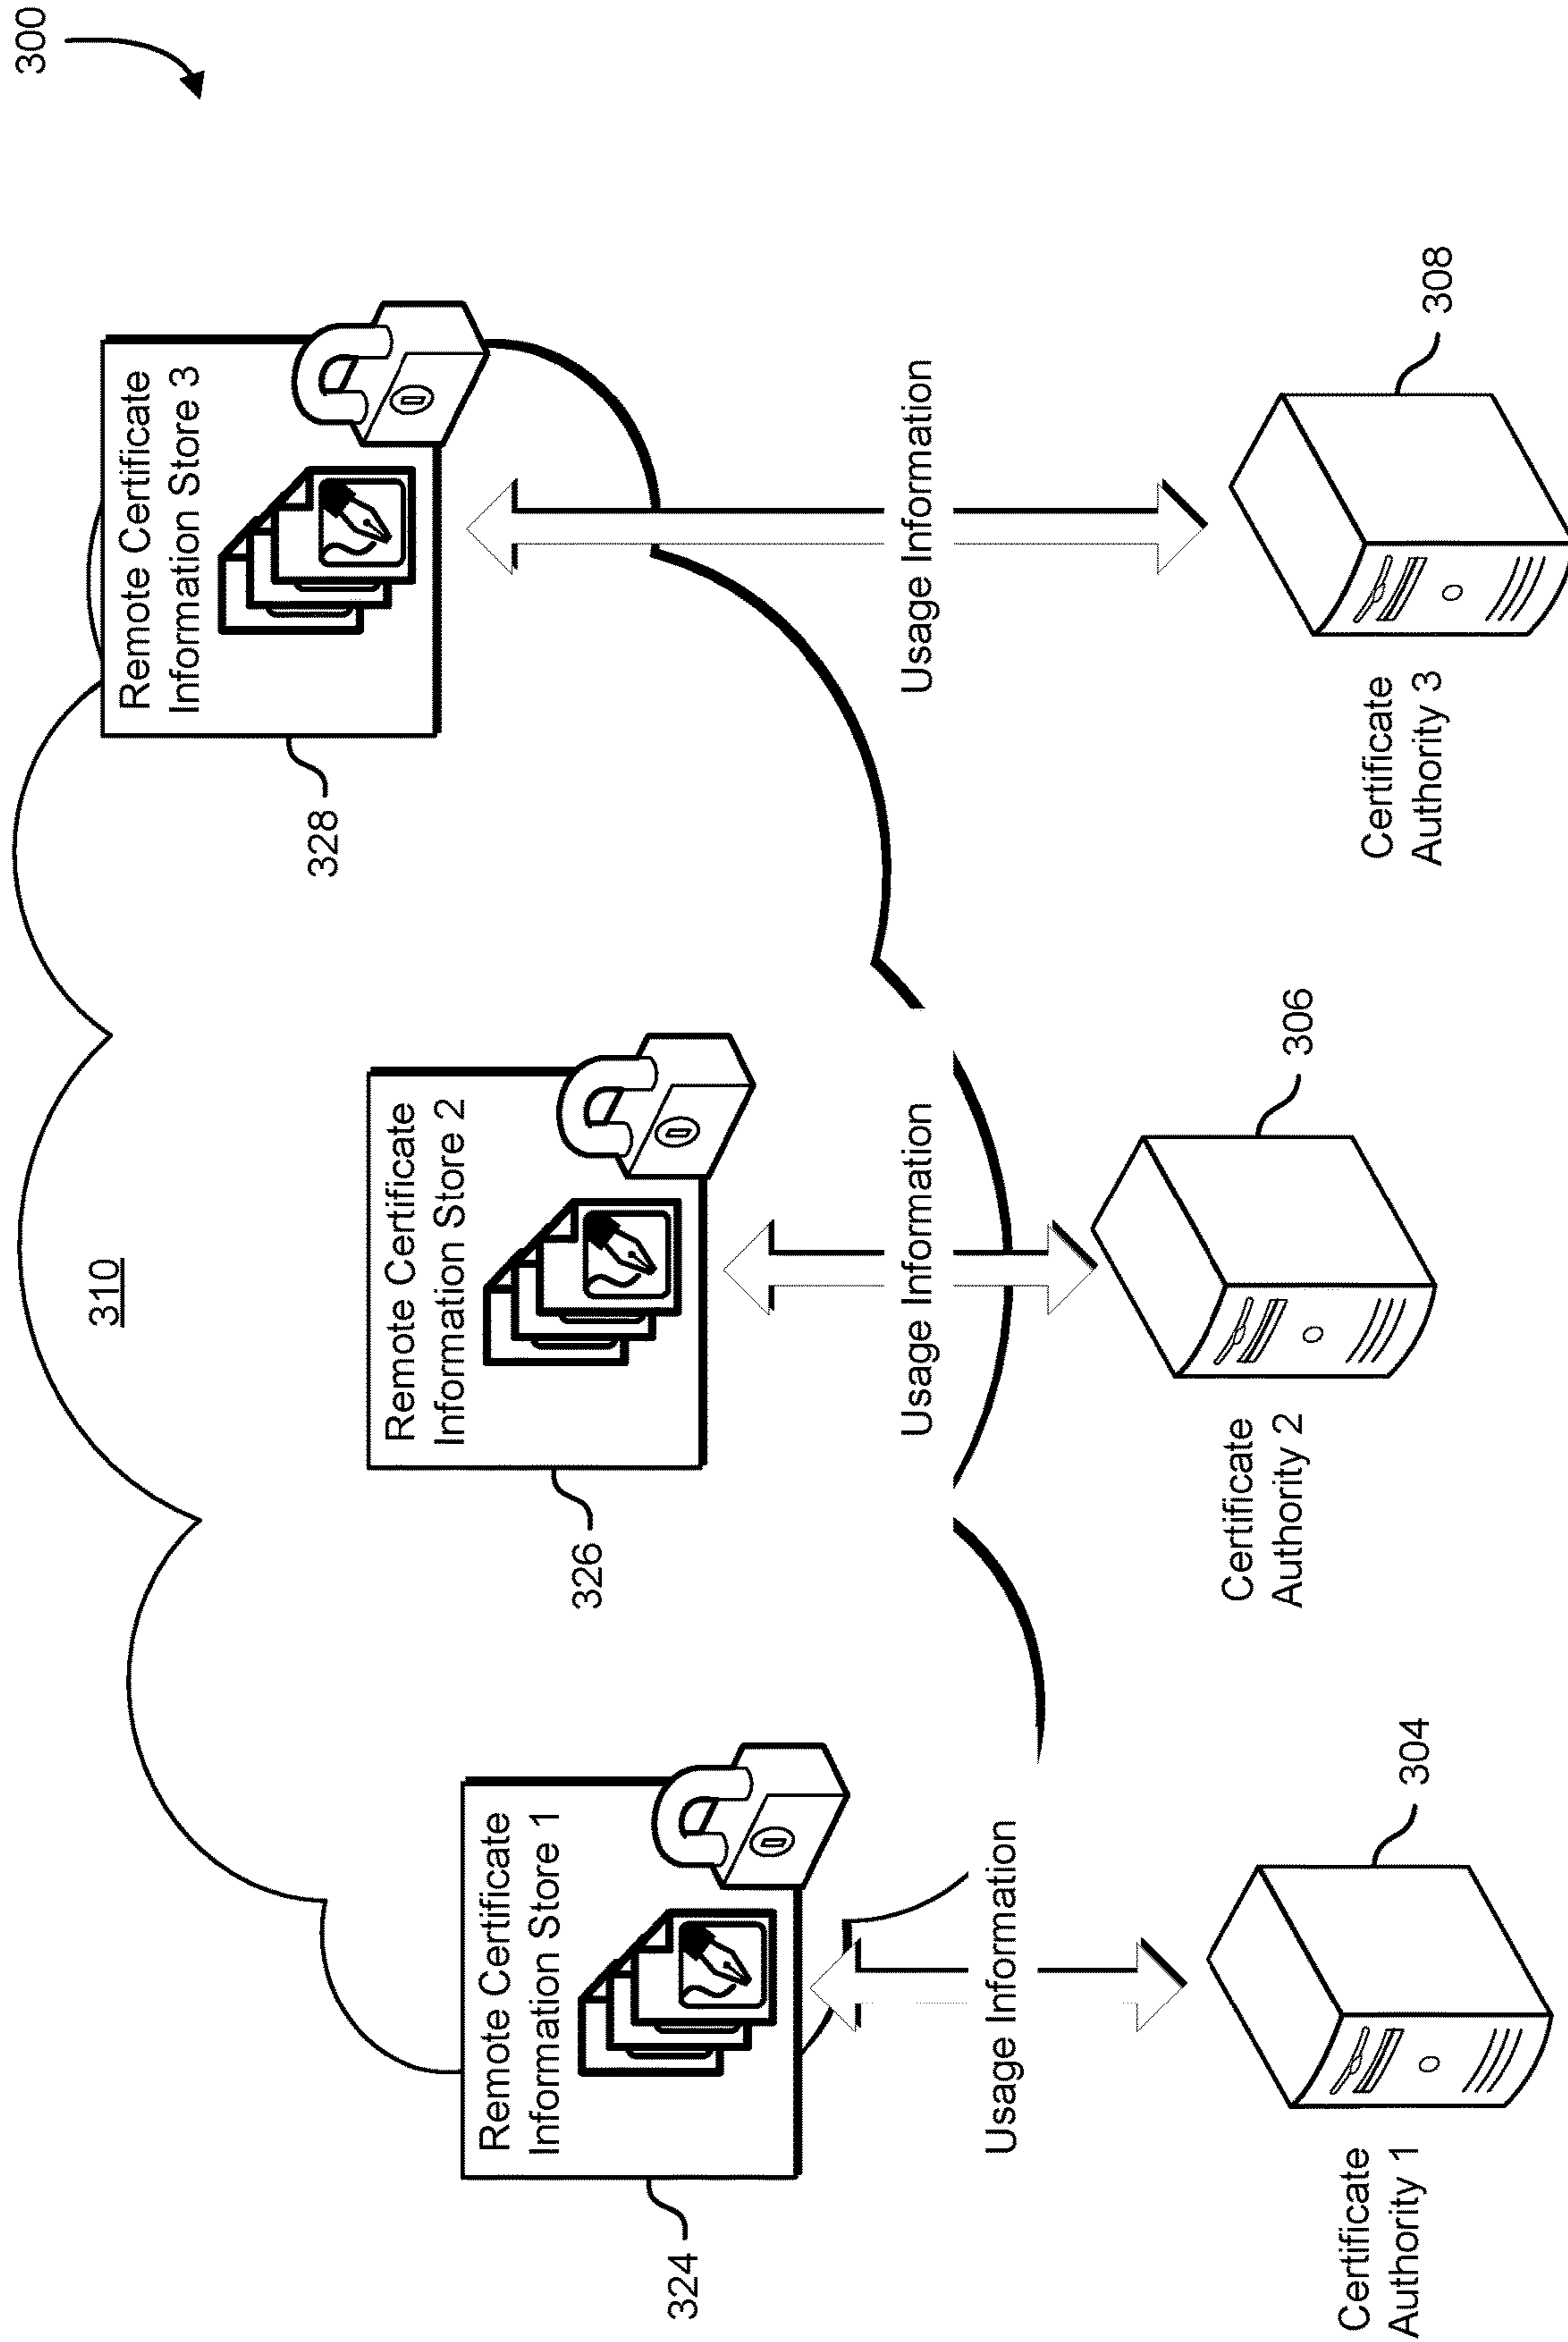 300
310
Remote Certificate
Information Store 1
324
Remote Certificate
Information Store 2
326
Remote Certificate
Information Store 3
328
Usage Information
Usage Information
Usage Information
304
Certificate
Authority 1
306
Certificate
Authority 2
308
Certificate
Authority 3